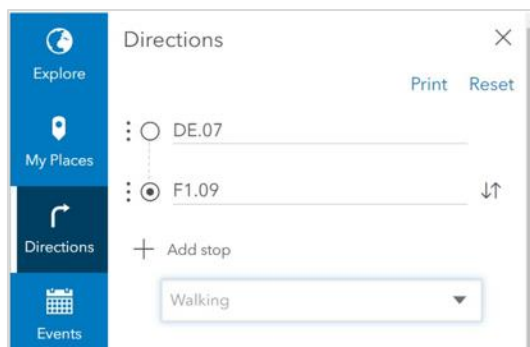 Explore
My Places
Directions
Events
Directions
Print Reset
DE.07
F1.09
Add stop
Walking